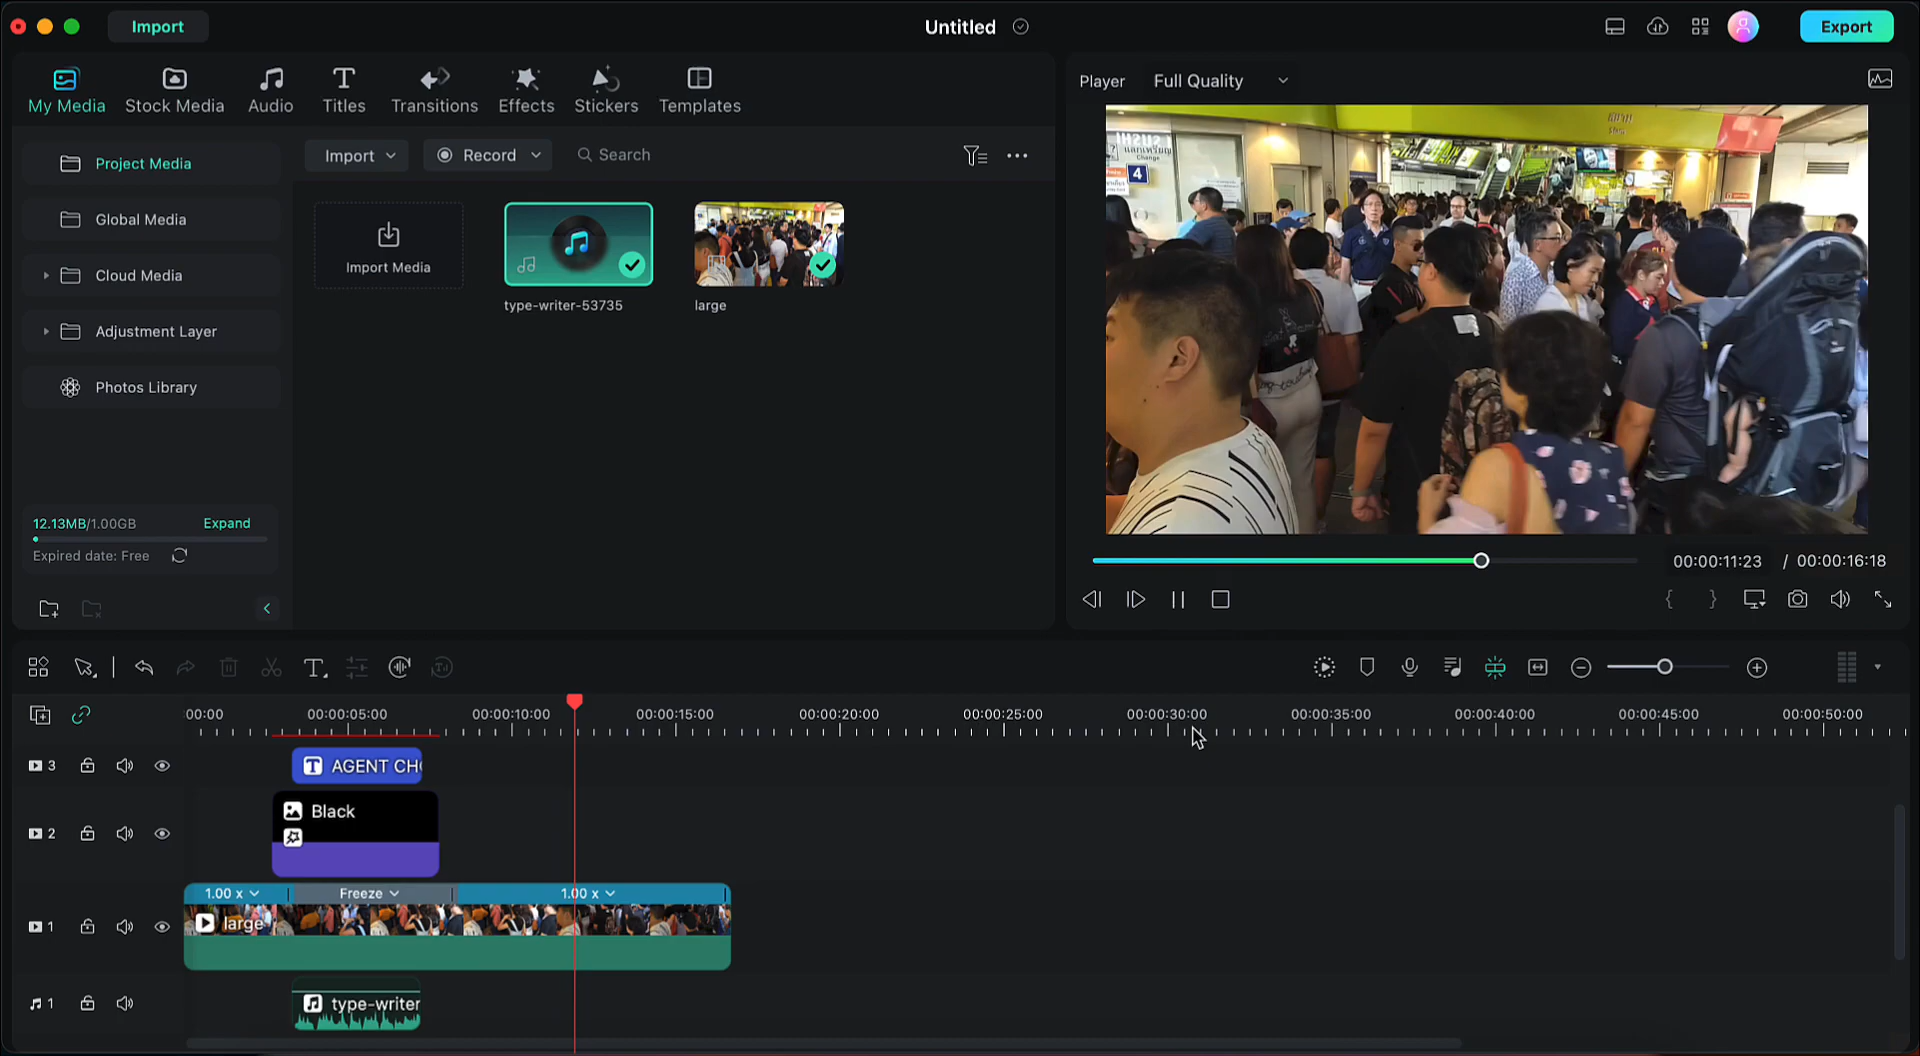 Import
Untitled
Export
My Media
Stock Media
Audio
Titles
Transitions
Effects
Stickers
Templates
Player
Full Quality
Project Media
Global Media
Cloud Media
Adjustment Layer
Photos Library
Import
Record
Search
Import Media
type-writer-53735
large
Change
4
12.13MB/1.00GB
Expand
Expired date: Free
00:00:11:23 / 00:00:16:18
00:00
00:00:05:00
00:00:10:00
00:00:15:00
00:00:20:00
00:00:25:00
00:00:30:00
00:00:35:00
00:00:40:00
00:00:45:00
00:00:50:00
3
AGENT CH
2
Black
1.00 x
Freeze
1.00 x
1
large
1
type-writer